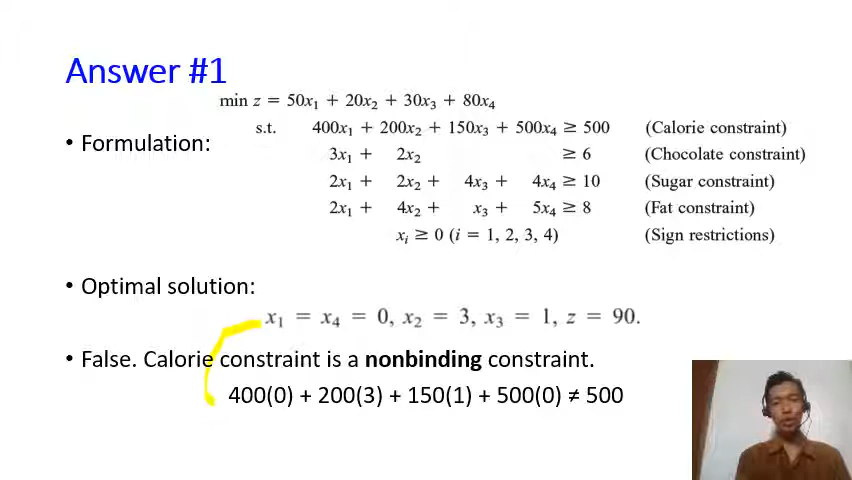 Answer #1
min z = 50x₁ + 20x₂ + 30x₃ + 80x₄
• Formulation:
s.t. 400x₁ + 200x₂ + 150x₃ + 500x₄ ≥ 500 (Calorie constraint)
3x₁ + 2x₂ ≥ 6 (Chocolate constraint)
2x₁ + 2x₂ + 4x₃ + 4x₄ ≥ 10 (Sugar constraint)
2x₁ + 4x₂ + x₃ + 5x₄ ≥ 8 (Fat constraint)
xᵢ ≥ 0 (i = 1, 2, 3, 4) (Sign restrictions)
• Optimal solution:
x₁ = x₄ = 0, x₂ = 3, x₃ = 1, z = 90.
• False. Calorie constraint is a nonbinding constraint.
400(0) + 200(3) + 150(1) + 500(0) ≠ 500